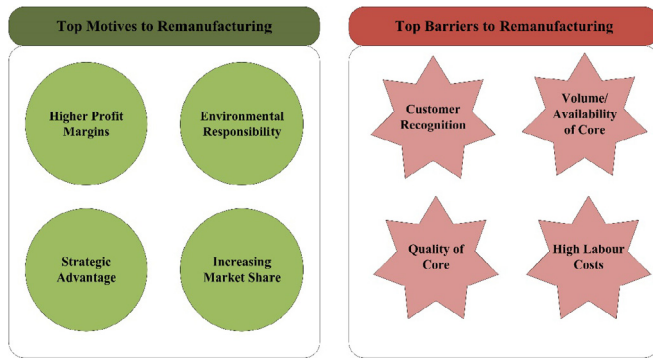 Top Motives to Remanufacturing
Higher Profit
Margins
Environmental
Responsibility
Strategic
Advantage
Increasing
Market Share
Top Barriers to Remanufacturing
Customer
Recognition
Volume/
Availability
of Core
Quality of
Core
High Labour
Costs